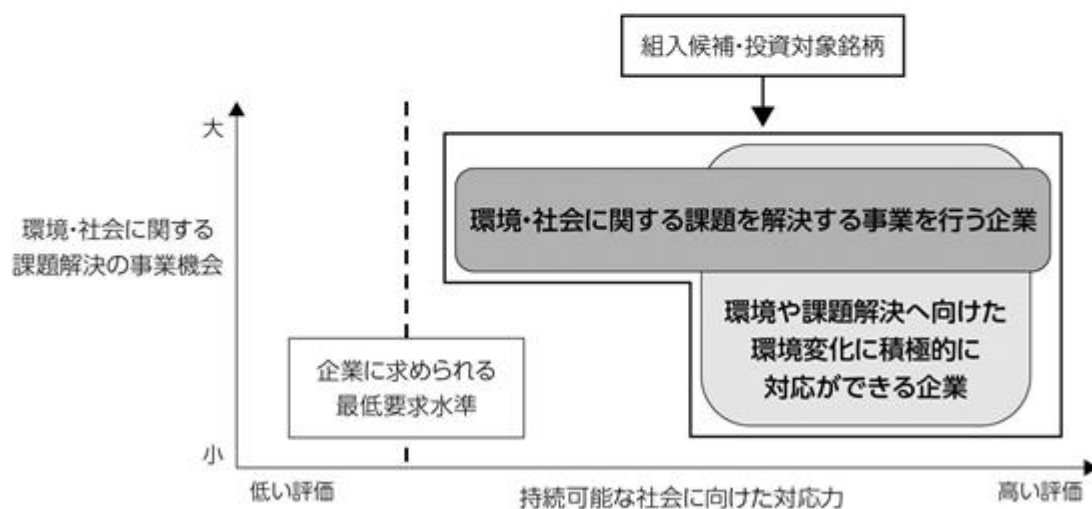 組入候補・投資対象銘柄
大
環境・社会に関する
課題解決の事業機会
環境・社会に関する課題を解決する事業を行う企業
環境や課題解決へ向けた
環境変化に積極的に
対応ができる企業
企業に求められる
最低要求水準
小
低い評価
持続可能な社会に向けた対応力
高い評価